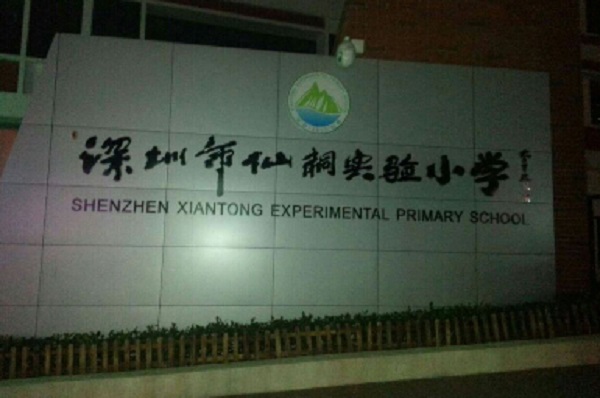 深圳市仙桐实验小学
SHENZHEN XIANTONG EXPERIMENTAL PRIMARY SCHOOL